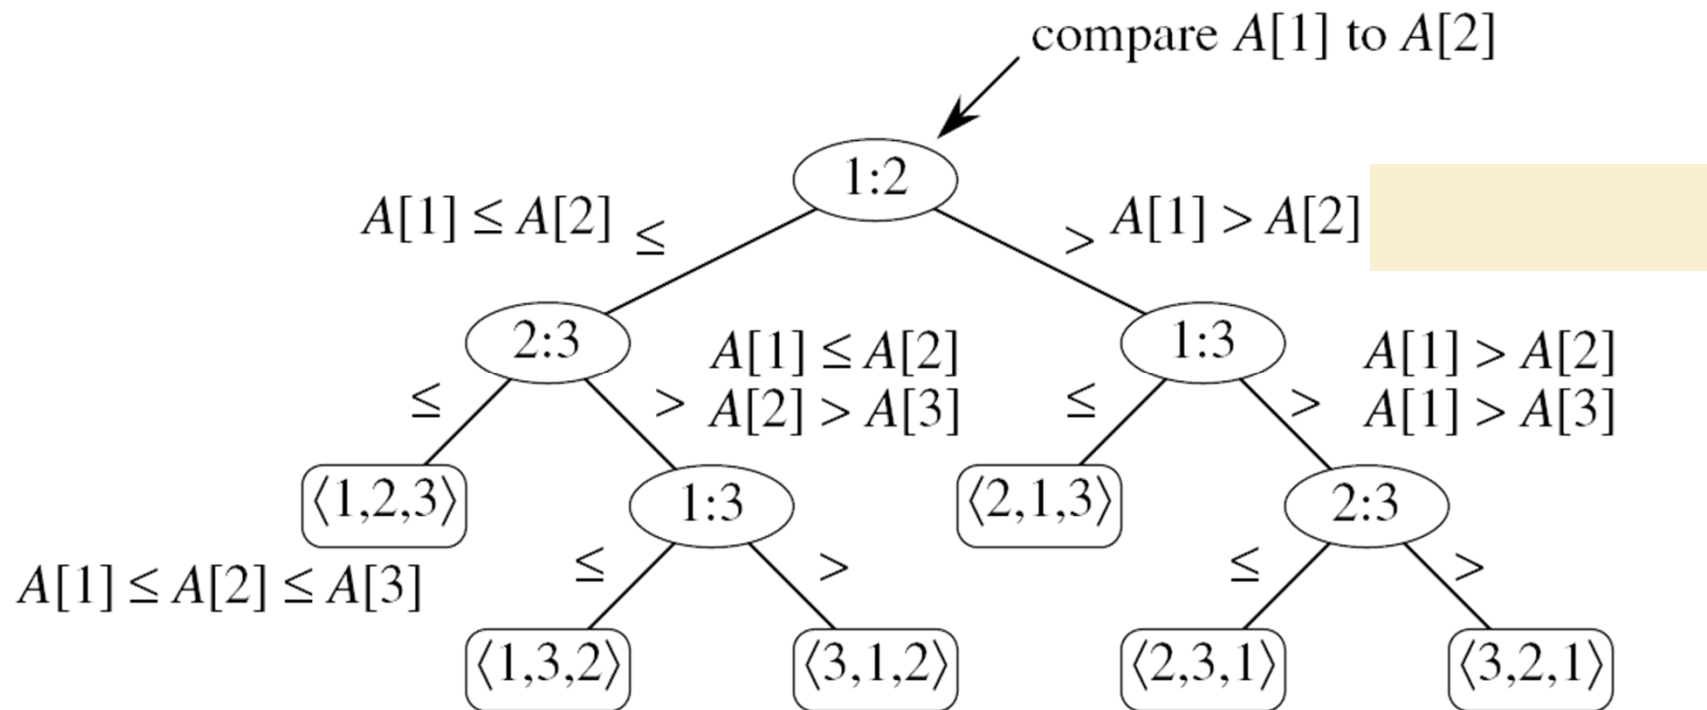 compare A[1] to A[2]
1:2
A[1] ≤ A[2] ≤
> A[1] > A[2]
2:3
A[1] ≤ A[2]
A[2] > A[3]
1:3
A[1] > A[2]
A[1] > A[3]
≤
>
≤
>
⟨1,2,3⟩
1:3
⟨2,1,3⟩
2:3
A[1] ≤ A[2] ≤ A[3]
≤
>
≤
>
⟨1,3,2⟩
⟨3,1,2⟩
⟨2,3,1⟩
⟨3,2,1⟩